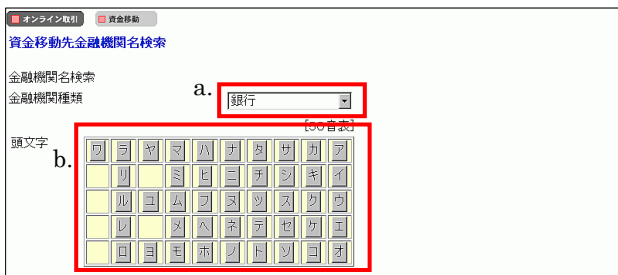 オンライン取引 資金移動
資金移動先金融機関名検索
金融機関名検索
金融機関種類 a. 銀行
[50音表]
頭文字 b.
ワ ラ ヤ マ ハ ナ タ サ カ ア
リ ミ ヒ ニ チ シ キ イ
ル ユ ム フ ヌ ツ ス ク ウ
レ メ ヘ ネ テ セ ケ エ
ロ ヨ モ ホ ノ ト ソ コ オ